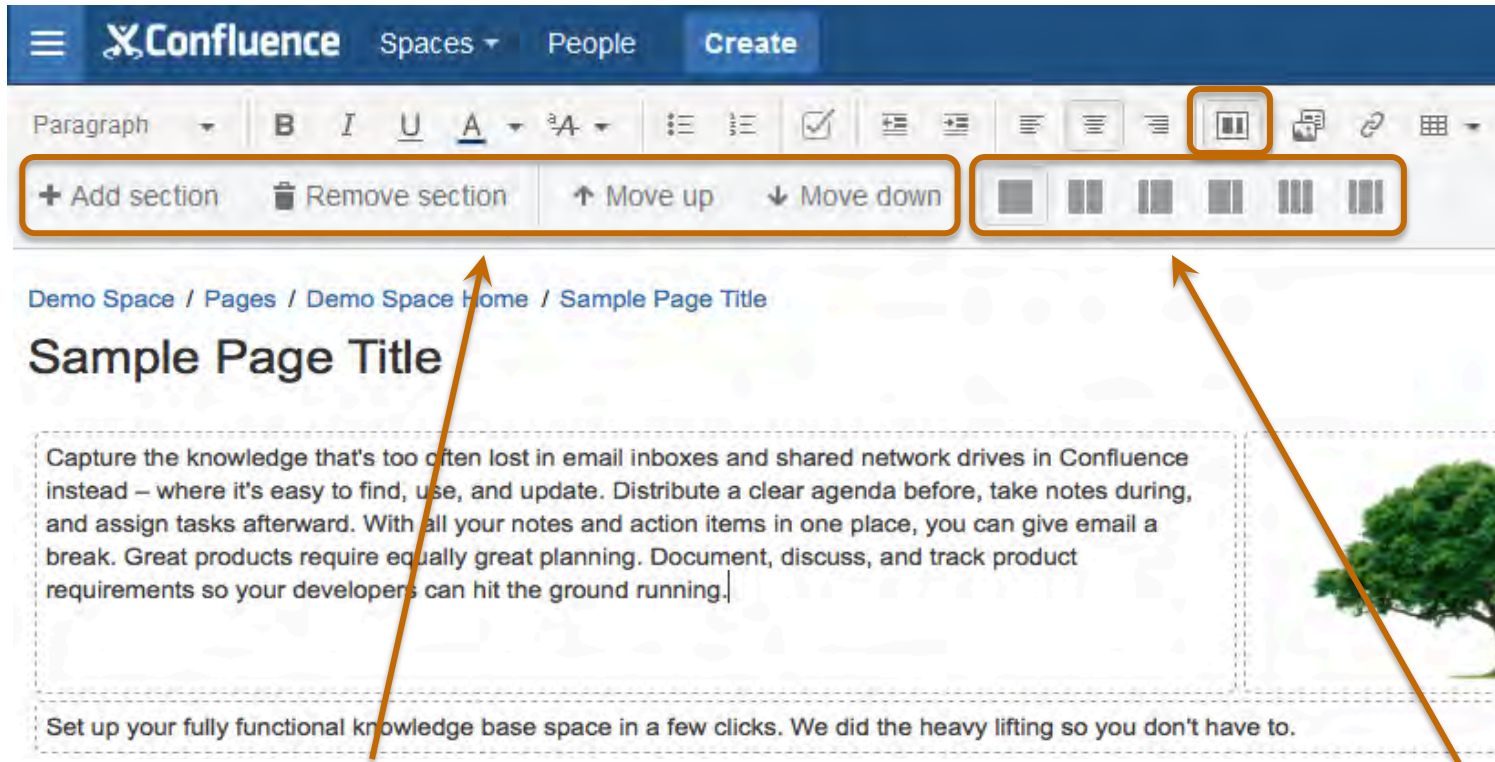 Confluence Spaces People Create
Paragraph B I U A ªA
+ Add section Remove section Move up Move down
Demo Space / Pages / Demo Space Home / Sample Page Title
Sample Page Title
Capture the knowledge that's too often lost in email inboxes and shared network drives in Confluence
instead – where it's easy to find, use, and update. Distribute a clear agenda before, take notes during,
and assign tasks afterward. With all your notes and action items in one place, you can give email a
break. Great products require equally great planning. Document, discuss, and track product
requirements so your developers can hit the ground running.
Set up your fully functional knowledge base space in a few clicks. We did the heavy lifting so you don't have to.